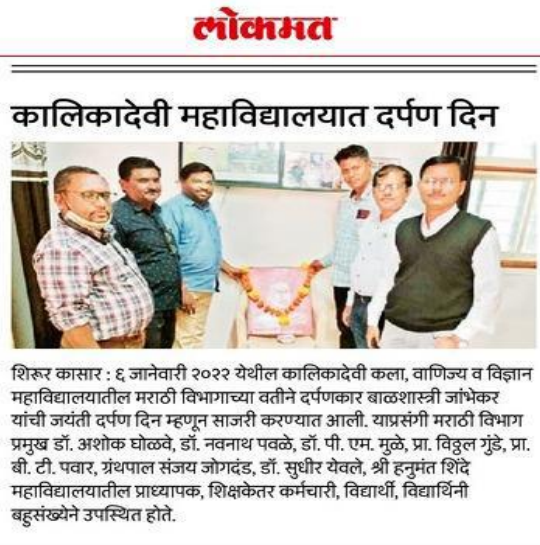 लोकमत
कालिकादेवी महाविद्यालयात दर्पण दिन
शिरूर कासार : ६ जानेवारी २०२२ येथील कालिकादेवी कला, वाणिज्य व विज्ञान
महाविद्यालयातील मराठी विभागाच्या वतीने दर्पणकार बाळशास्त्री जांभेकर
यांची जयंती दर्पण दिन म्हणून साजरी करण्यात आली. याप्रसंगी मराठी विभाग
प्रमुख डॉ. अशोक घोळवे, डॉ. नवनाथ पवळे, डॉ. पी. एम. मुळे, प्रा. विठ्ठल गुंडे, प्रा.
बी. टी. पवार, ग्रंथपाल संजय जोगदंड, डॉ. सुधीर येवले, श्री हनुमंत शिंदे
महाविद्यालयातील प्राध्यापक, शिक्षकेतर कर्मचारी, विद्यार्थी, विद्यार्थिनी
बहुसंख्येने उपस्थित होते.